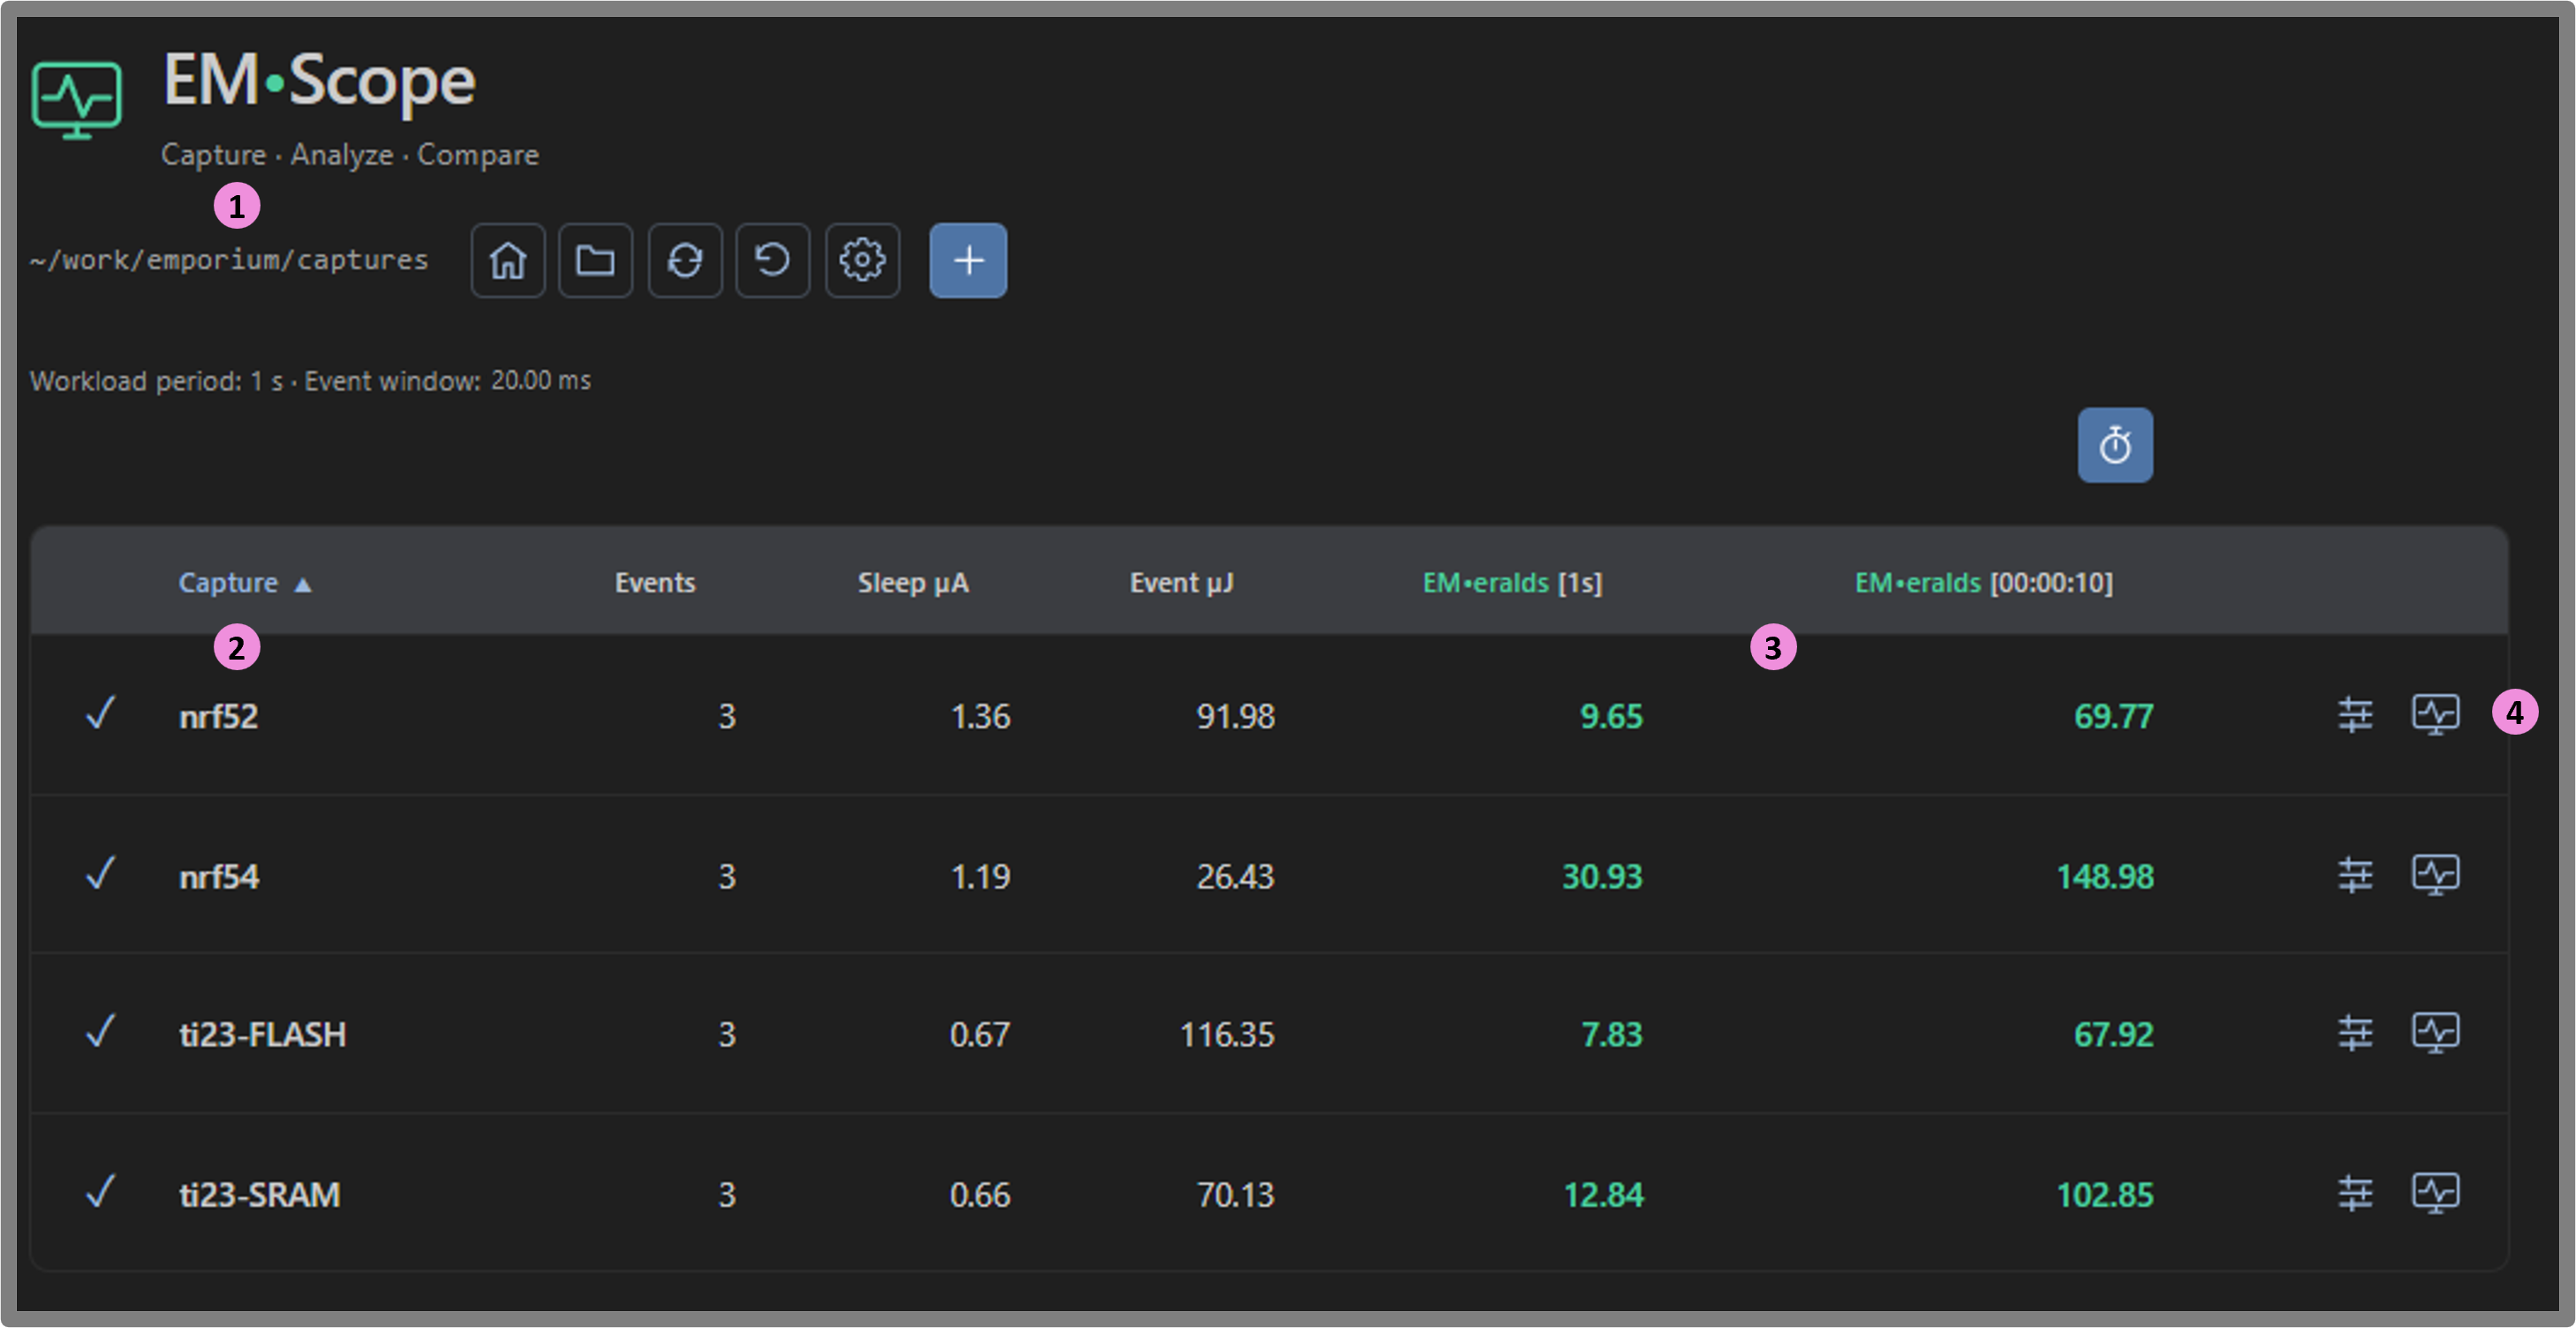 EM•Scope
Capture · Analyze · Compare
1
~/work/emporium/captures
Workload period: 1 s · Event window: 20.00 ms
Capture ▲ Events Sleep µA Event µJ EM•eralds [1s] EM•eralds [00:00:10]
2 3
nrf52 3 1.36 91.98 9.65 69.77 4
nrf54 3 1.19 26.43 30.93 148.98
ti23-FLASH 3 0.67 116.35 7.83 67.92
ti23-SRAM 3 0.66 70.13 12.84 102.85